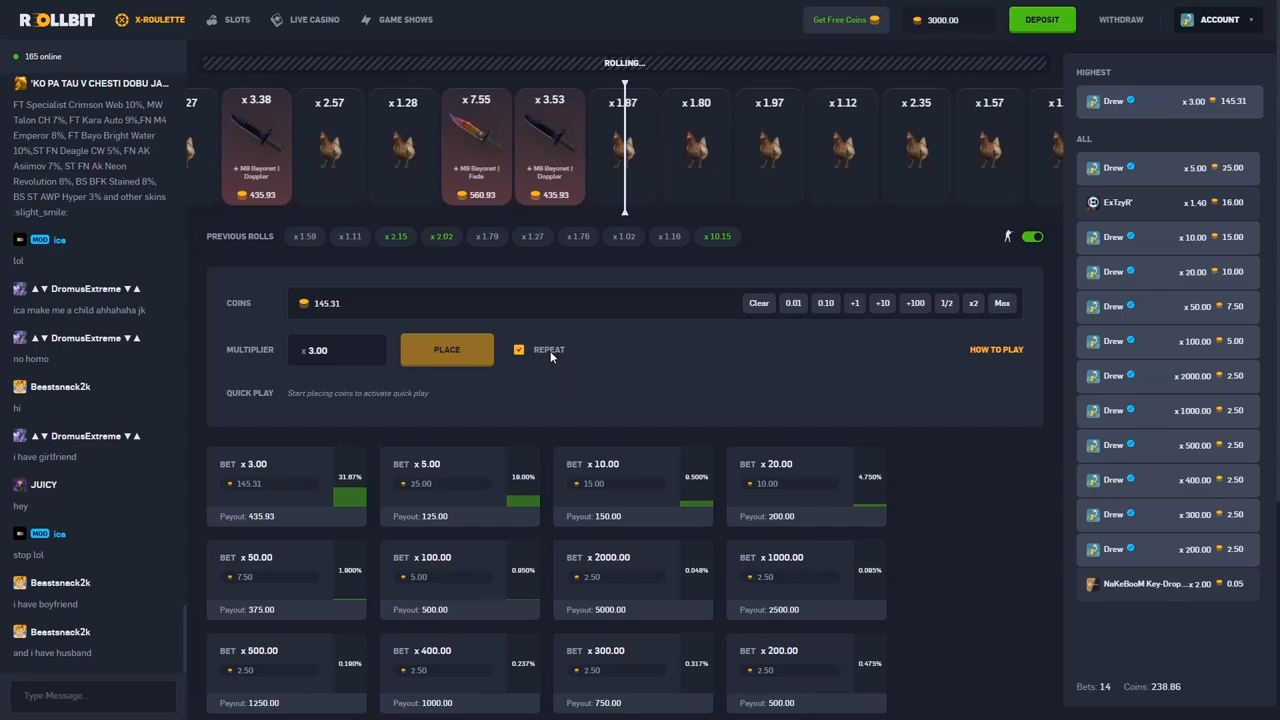 ROLLBIT
X-ROULETTE
SLOTS
LIVE CASINO
GAME SHOWS
Get Free Coins
3000.00
DEPOSIT
WITHDRAW
ACCOUNT
165 online
'KO PA TAU V CHESTI DOBU JA...
FT Specialist Crimson Web 10%, MW
Talon CH 7%, FT Kara Auto 9%,FN M4
Emperor 8%, FT Bayo Bright Water
10%,ST FN Deagle CW 5%, FN AK
Asiimov 7%, ST FN Ak Neon
Revolution 8%, BS BFK Stained 8%,
BS ST AWP Hyper 3% and other skins
:slight_smile:
MOD ica
lol
▲▼ DromusExtreme ▼▲
ica make me a child ahhahaha jk
▲▼ DromusExtreme ▼▲
no homo
Beastsnack2k
hi
▲▼ DromusExtreme ▼▲
i have girlfriend
JUICY
hey
MOD ica
stop lol
Beastsnack2k
i have boyfriend
Beastsnack2k
and i have husband
Type Message...
ROLLING...
27
x 3.38
★ M9 Bayonet |
Doppler
435.93
x 2.57
x 1.28
x 7.55
★ M9 Bayonet |
Fade
560.93
x 3.53
★ M9 Bayonet |
Doppler
435.93
x 1.87
x 1.80
x 1.97
x 1.12
x 2.35
x 1.57
x 1.
PREVIOUS ROLLS
x 1.59
x 1.11
x 2.15
x 2.02
x 1.79
x 1.27
x 1.76
x 1.02
x 1.16
x 10.15
COINS
145.31
Clear
0.01
0.10
+1
+10
+100
1/2
x2
Max
MULTIPLIER
x 3.00
PLACE
REPEAT
HOW TO PLAY
QUICK PLAY
Start placing coins to activate quick play
BET x 3.00
145.31
31.67%
Payout: 435.93
BET x 5.00
25.00
19.00%
Payout: 125.00
BET x 10.00
15.00
9.500%
Payout: 150.00
BET x 20.00
10.00
4.750%
Payout: 200.00
BET x 50.00
7.50
1.900%
Payout: 375.00
BET x 100.00
5.00
0.950%
Payout: 500.00
BET x 2000.00
2.50
0.048%
Payout: 5000.00
BET x 1000.00
2.50
0.095%
Payout: 2500.00
BET x 500.00
2.50
0.190%
Payout: 1250.00
BET x 400.00
2.50
0.237%
Payout: 1000.00
BET x 300.00
2.50
0.317%
Payout: 750.00
BET x 200.00
2.50
0.475%
Payout: 500.00
HIGHEST
Drew x 3.00 145.31
ALL
Drew x 5.00 25.00
ExTzyR' x 1.40 16.00
Drew x 10.00 15.00
Drew x 20.00 10.00
Drew x 50.00 7.50
Drew x 100.00 5.00
Drew x 2000.00 2.50
Drew x 1000.00 2.50
Drew x 500.00 2.50
Drew x 400.00 2.50
Drew x 300.00 2.50
Drew x 200.00 2.50
NaKeBooM Key-Drop... x 2.00 0.05
Bets: 14 Coins: 238.86